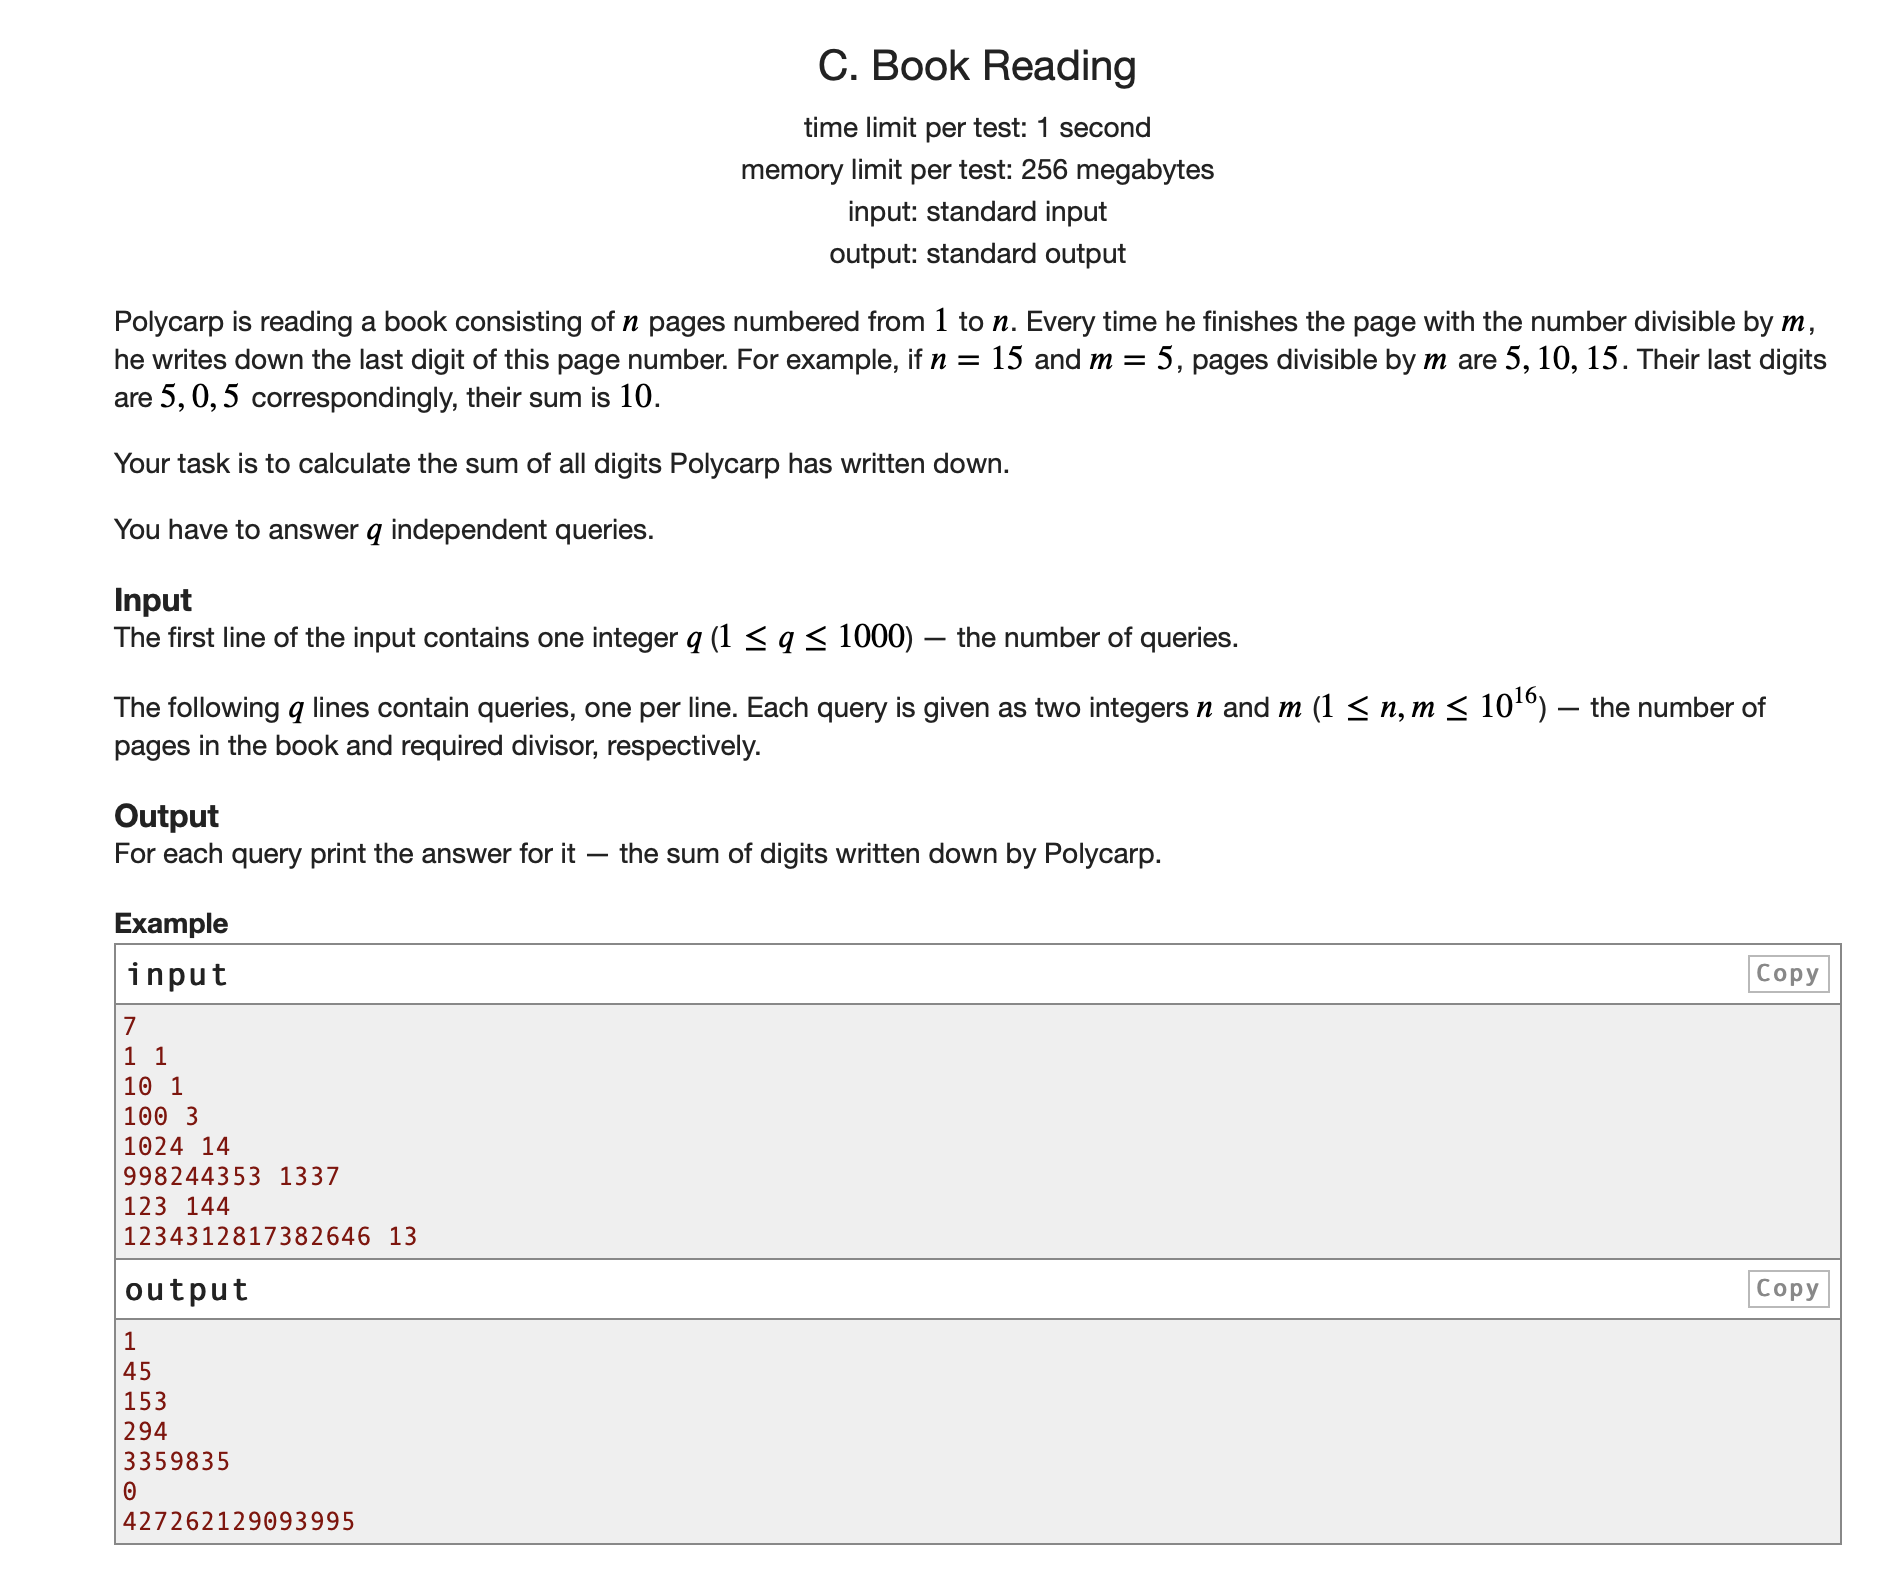 C. Book Reading
time limit per test: 1 second
memory limit per test: 256 megabytes
input: standard input
output: standard output
Polycarp is reading a book consisting of n pages numbered from 1 to n. Every time he finishes the page with the number divisible by m,
he writes down the last digit of this page number. For example, if n = 15 and m = 5, pages divisible by m are 5, 10, 15. Their last digits
are 5, 0, 5 correspondingly, their sum is 10.
Your task is to calculate the sum of all digits Polycarp has written down.
You have to answer q independent queries.
Input
The first line of the input contains one integer q (1 ≤ q ≤ 1000) — the number of queries.
The following q lines contain queries, one per line. Each query is given as two integers n and m (1 ≤ n, m ≤ 10^16) — the number of
pages in the book and required divisor, respectively.
Output
For each query print the answer for it — the sum of digits written down by Polycarp.
Example
input Copy
7
1 1
10 1
100 3
1024 14
998244353 1337
123 144
1234312817382646 13
output Copy
1
45
153
294
3359835
0
427262129093995